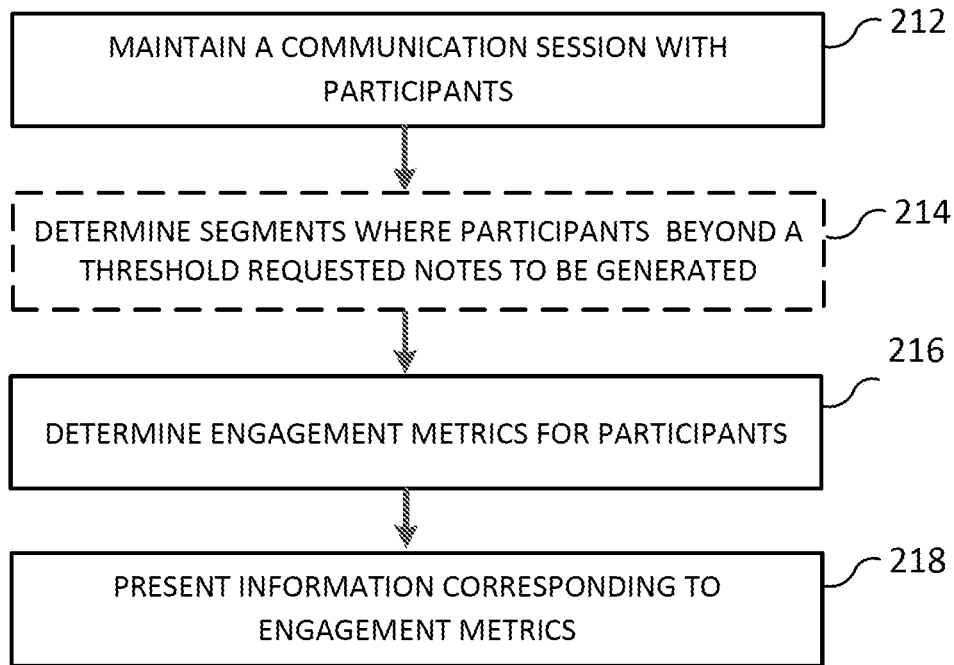 212
MAINTAIN A COMMUNICATION SESSION WITH
PARTICIPANTS
214
DETERMINE SEGMENTS WHERE PARTICIPANTS BEYOND A
THRESHOLD REQUESTED NOTES TO BE GENERATED
216
DETERMINE ENGAGEMENT METRICS FOR PARTICIPANTS
218
PRESENT INFORMATION CORRESPONDING TO
ENGAGEMENT METRICS